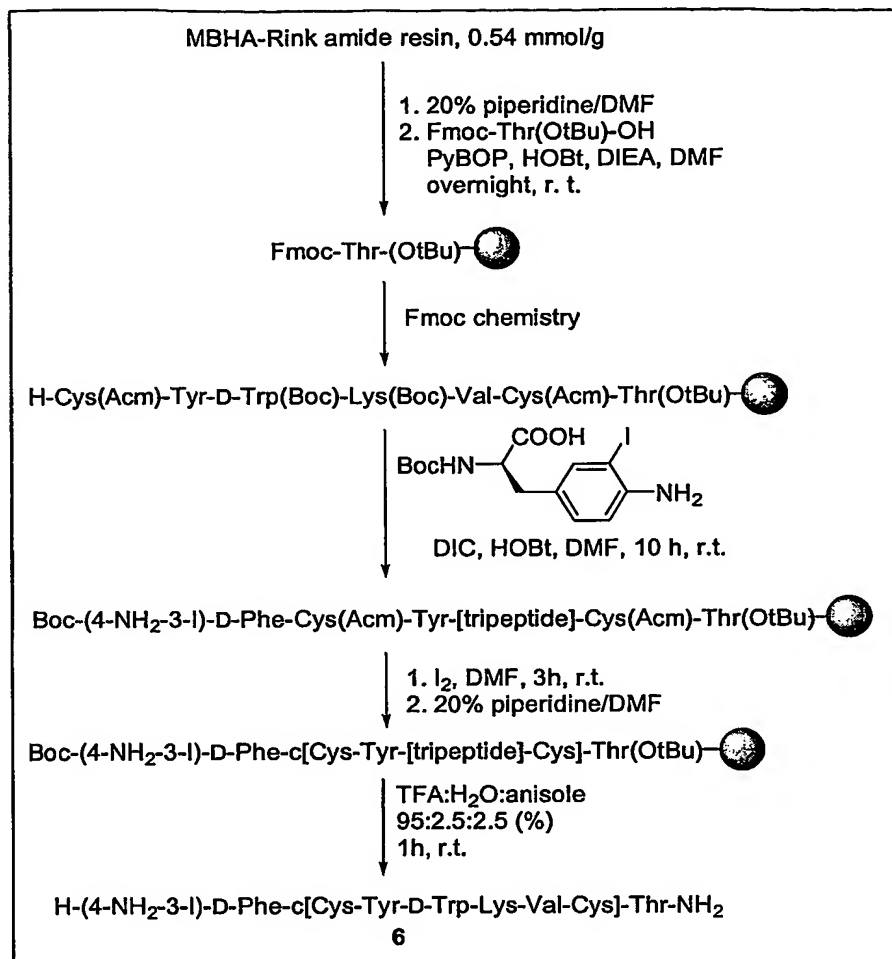 MBHA-Rink amide resin, 0.54 mmol/g
1. 20% piperidine/DMF
2. Fmoc-Thr(OtBu)-OH
PyBOP, HOBt, DIEA, DMF
overnight, r. t.
Fmoc-Thr-(OtBu)
Fmoc chemistry
H-Cys(Acm)-Tyr-D-Trp(Boc)-Lys(Boc)-Val-Cys(Acm)-Thr(OtBu)
COOH
I
BocHN
NH2
DIC, HOBt, DMF, 10 h, r.t.
Boc-(4-NH2-3-I)-D-Phe-Cys(Acm)-Tyr-[tripeptide]-Cys(Acm)-Thr(OtBu)
1. I2, DMF, 3h, r.t.
2. 20% piperidine/DMF
Boc-(4-NH2-3-I)-D-Phe-c[Cys-Tyr-[tripeptide]-Cys]-Thr(OtBu)
TFA:H2O:anisole
95:2.5:2.5 (%)
1h, r.t.
H-(4-NH2-3-I)-D-Phe-c[Cys-Tyr-D-Trp-Lys-Val-Cys]-Thr-NH2
6